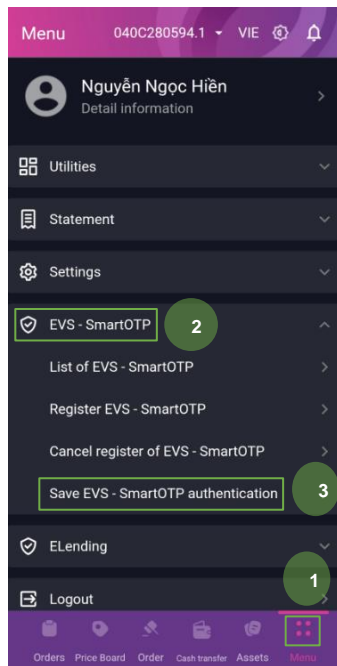 Menu 040C280594.1 VIE
Nguyễn Ngọc Hiền
Detail information
Utilities
Statement
Settings
EVS - SmartOTP 2
List of EVS - SmartOTP
Register EVS - SmartOTP
Cancel register of EVS - SmartOTP
Save EVS - SmartOTP authentication 3
ELending
1
Logout
Orders Price Board Order Cash transfer Assets Menu